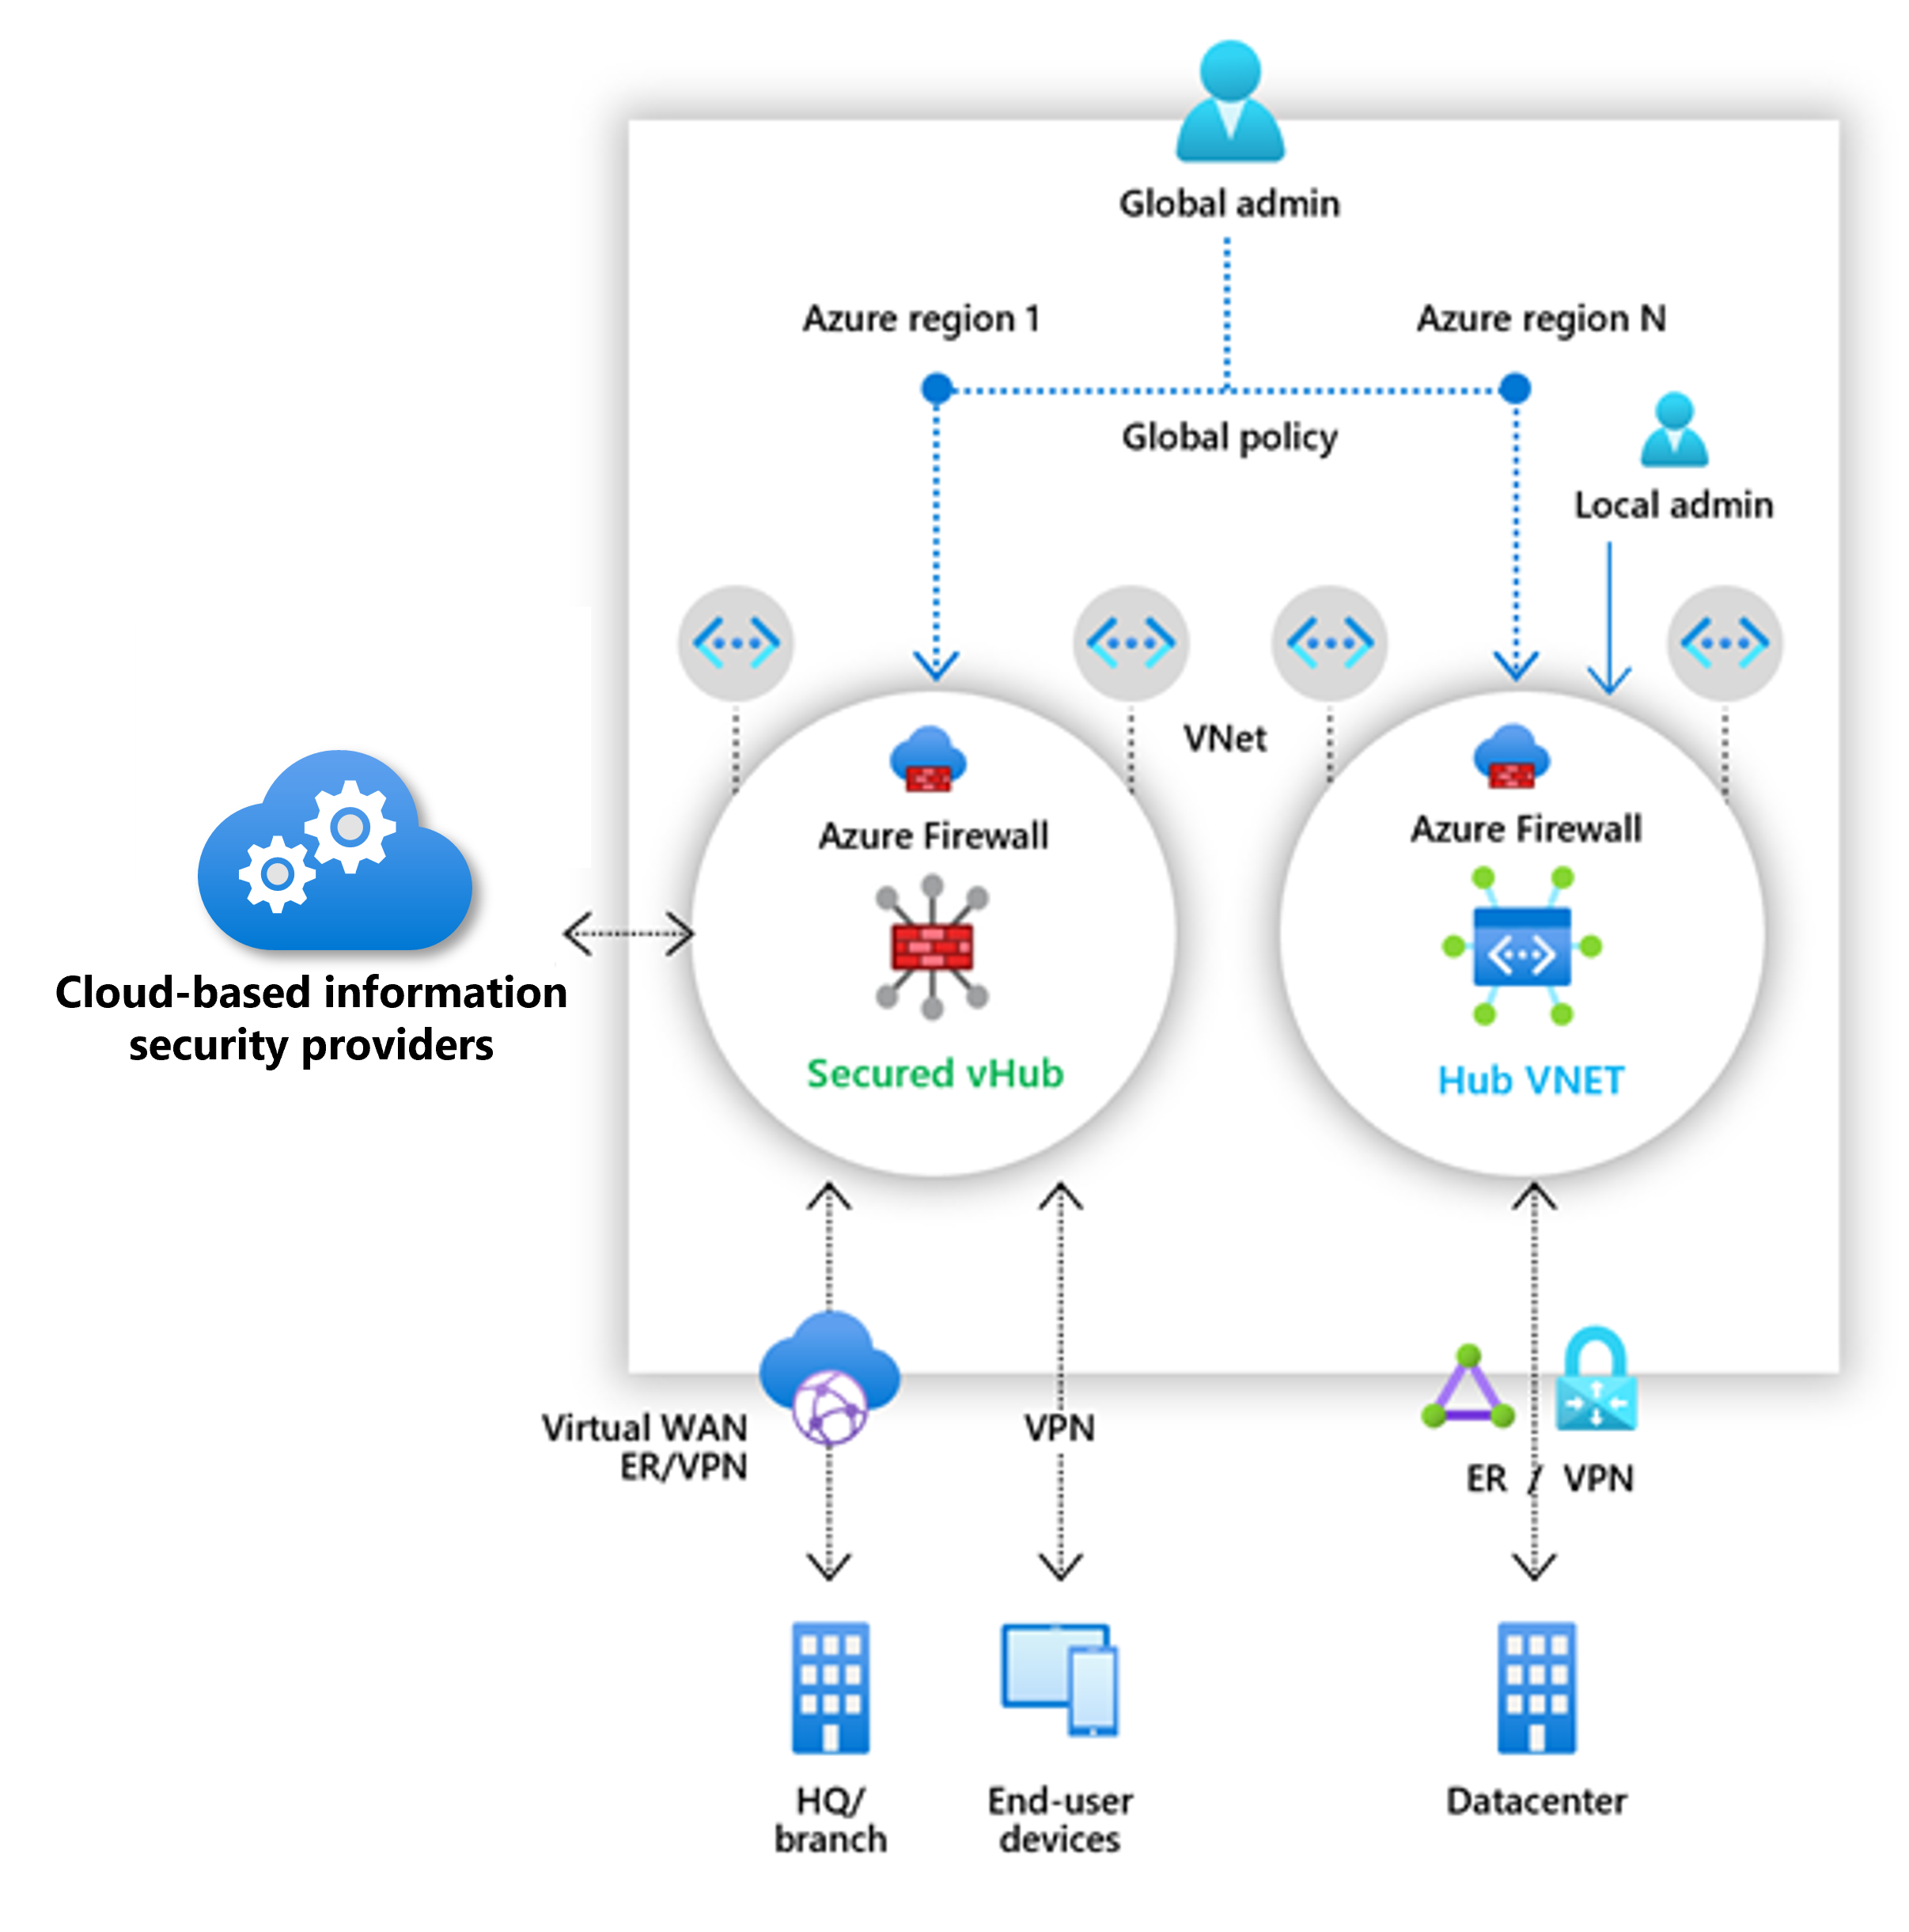 Global admin
Azure region 1
Azure region N
Global policy
Local admin
VNet
Azure Firewall
Azure Firewall
Cloud-based information
security providers
Secured vHub
Hub VNET
Virtual WAN
ER/VPN
VPN
ER / VPN
HQ/
branch
End-user
devices
Datacenter